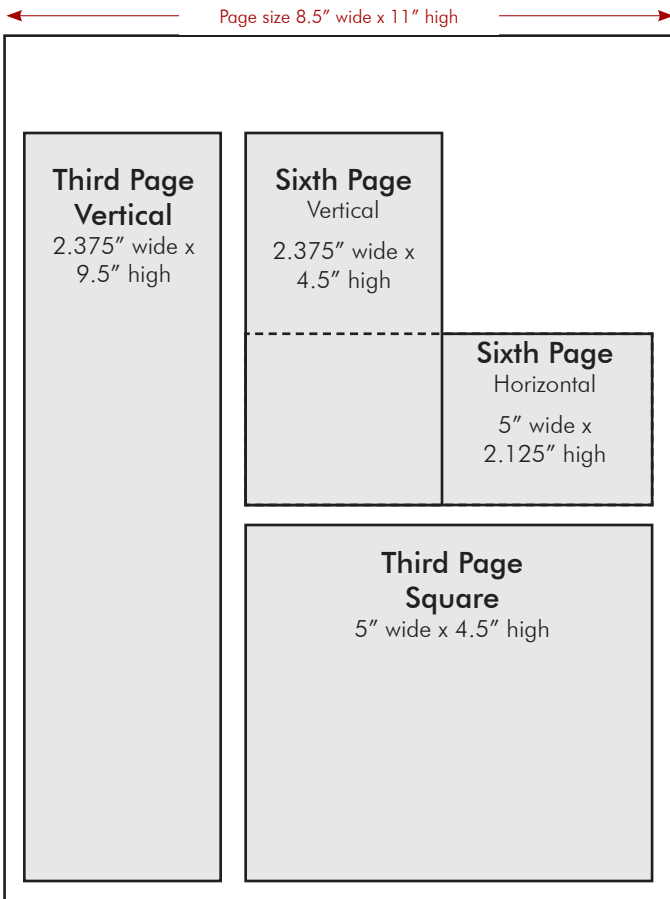 Page size 8.5” wide x 11” high
Third Page
Vertical
2.375” wide x
9.5” high
Sixth Page
Vertical
2.375” wide x
4.5” high
Sixth Page
Horizontal
5” wide x
2.125” high
Third Page
Square
5” wide x 4.5” high